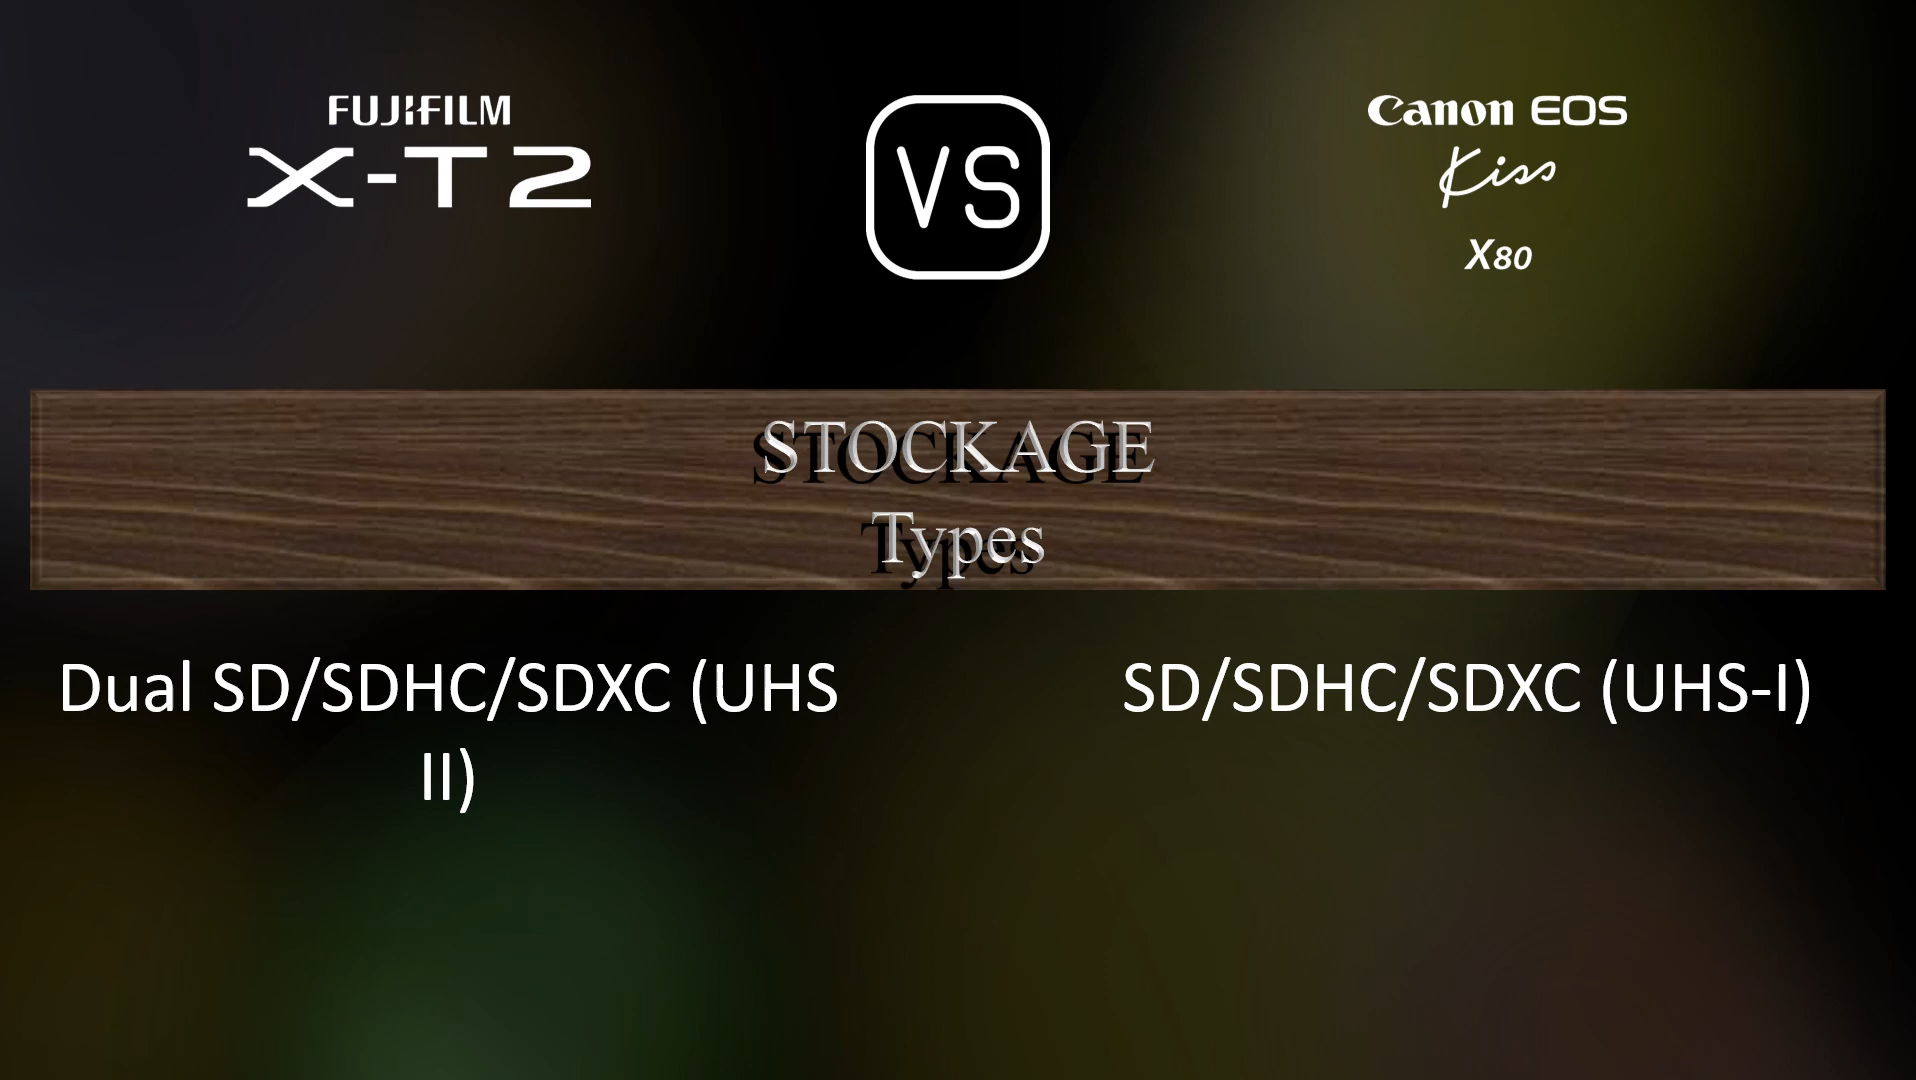 FUJIFILM
X-T2
VS
Canon EOS
Kiss
X80
STOCKAGE
Types
Dual SD/SDHC/SDXC (UHS
II)
SD/SDHC/SDXC (UHS-I)